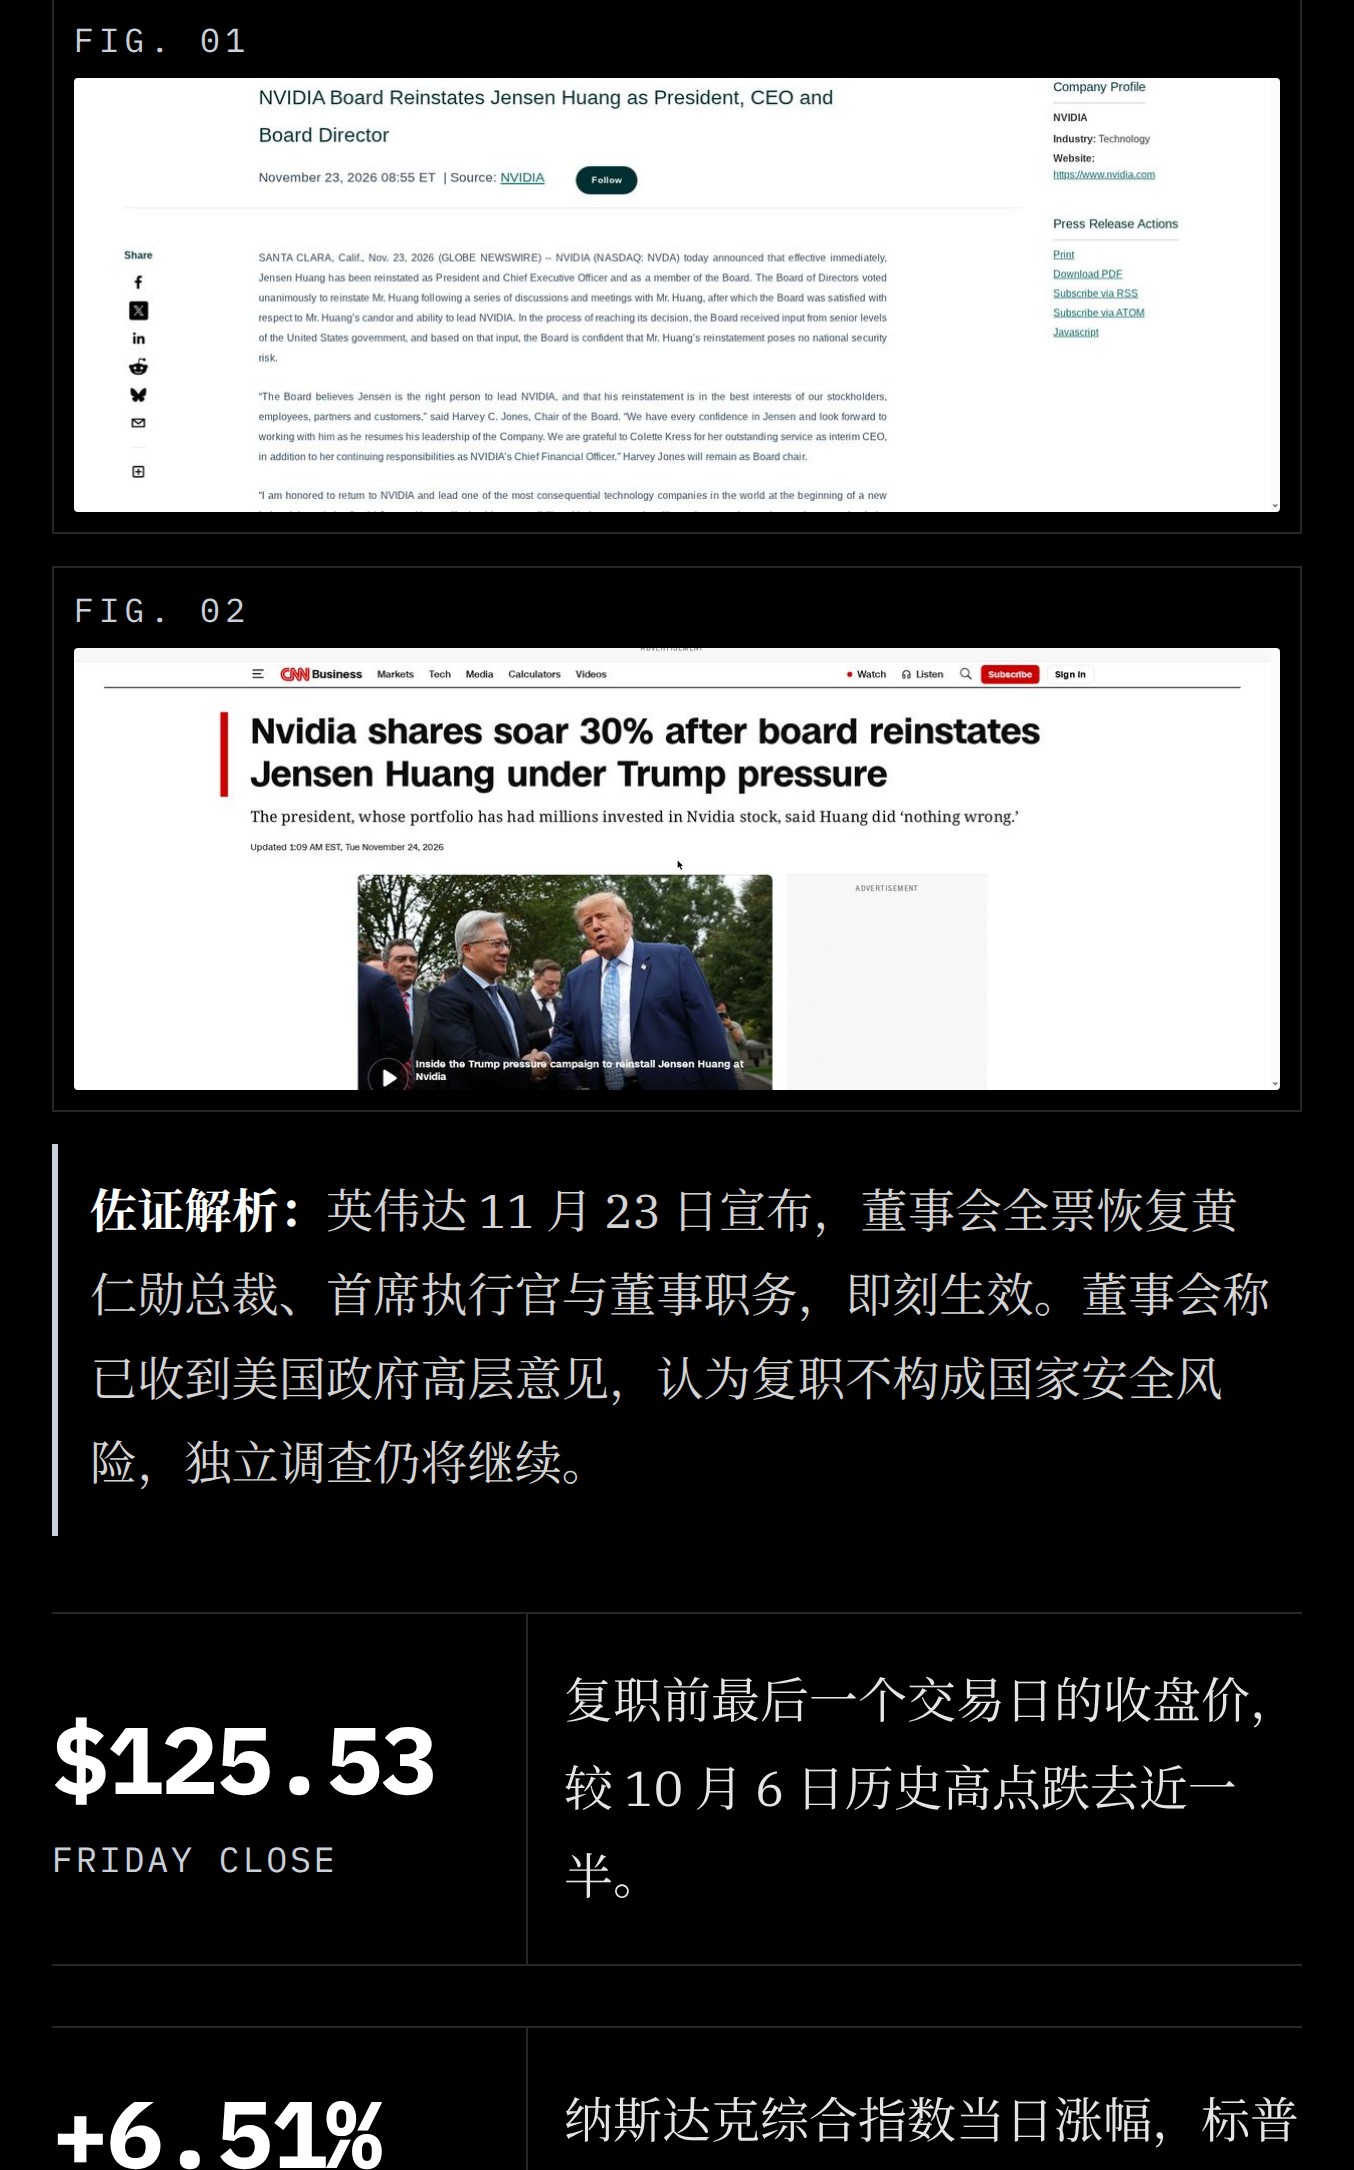 FIG. 01
NVIDIA Board Reinstates Jensen Huang as President, CEO and
Board Director
November 23, 2026 08:55 ET | Source: NVIDIA
Follow
Company Profile
NVIDIA
Industry: Technology
Website:
https://www.nvidia.com
Press Release Actions
Print
Download PDF
Subscribe via RSS
Subscribe via ATOM
Javascript
Share
SANTA CLARA, Calif., Nov. 23, 2026 (GLOBE NEWSWIRE) -- NVIDIA (NASDAQ: NVDA) today announced that effective immediately,
Jensen Huang has been reinstated as President and Chief Executive Officer and as a member of the Board. The Board of Directors voted
unanimously to reinstate Mr. Huang following a series of discussions and meetings with Mr. Huang, after which the Board was satisfied with
respect to Mr. Huang's candor and ability to lead NVIDIA. In the process of reaching its decision, the Board received input from senior levels
of the United States government, and based on that input, the Board is confident that Mr. Huang's reinstatement poses no national security
risk.
“The Board believes Jensen is the right person to lead NVIDIA, and that his reinstatement is in the best interests of our stockholders,
employees, partners and customers,” said Harvey C. Jones, Chair of the Board. “We have every confidence in Jensen and look forward to
working with him as he resumes his leadership of the Company. We are grateful to Colette Kress for her outstanding service as interim CEO,
in addition to her continuing responsibilities as NVIDIA's Chief Financial Officer.” Harvey Jones will remain as Board chair.
“I am honored to return to NVIDIA and lead one of the most consequential technology companies in the world at the beginning of a new
FIG. 02
ADVERTISEMENT
CNN Business Markets Tech Media Calculators Videos Watch Listen Subscribe Sign in
Nvidia shares soar 30% after board reinstates
Jensen Huang under Trump pressure
The president, whose portfolio has had millions invested in Nvidia stock, said Huang did ‘nothing wrong.’
Updated 1:09 AM EST, Tue November 24, 2026
ADVERTISEMENT
Inside the Trump pressure campaign to reinstall Jensen Huang at
Nvidia
佐证解析：英伟达 11 月 23 日宣布，董事会全票恢复黄
仁勋总裁、首席执行官与董事职务，即刻生效。董事会称
已收到美国政府高层意见，认为复职不构成国家安全风
险，独立调查仍将继续。
$125.53
FRIDAY CLOSE
复职前最后一个交易日的收盘价，
较 10 月 6 日历史高点跌去近一
半。
+6.51%
纳斯达克综合指数当日涨幅，标普